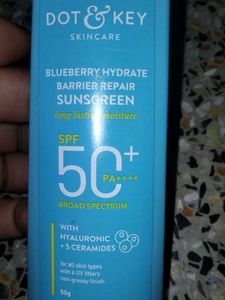 DOT & KEY
SKINCARE
BLUEBERRY HYDRATE
BARRIER REPAIR
SUNSCREEN
long lasting moisture
SPF
50+
PA++++
BROAD SPECTRUM
WITH
HYALURONIC
+ 5 CERAMIDES
for all skin types
with 4 UV filters
non-greasy finish
50g